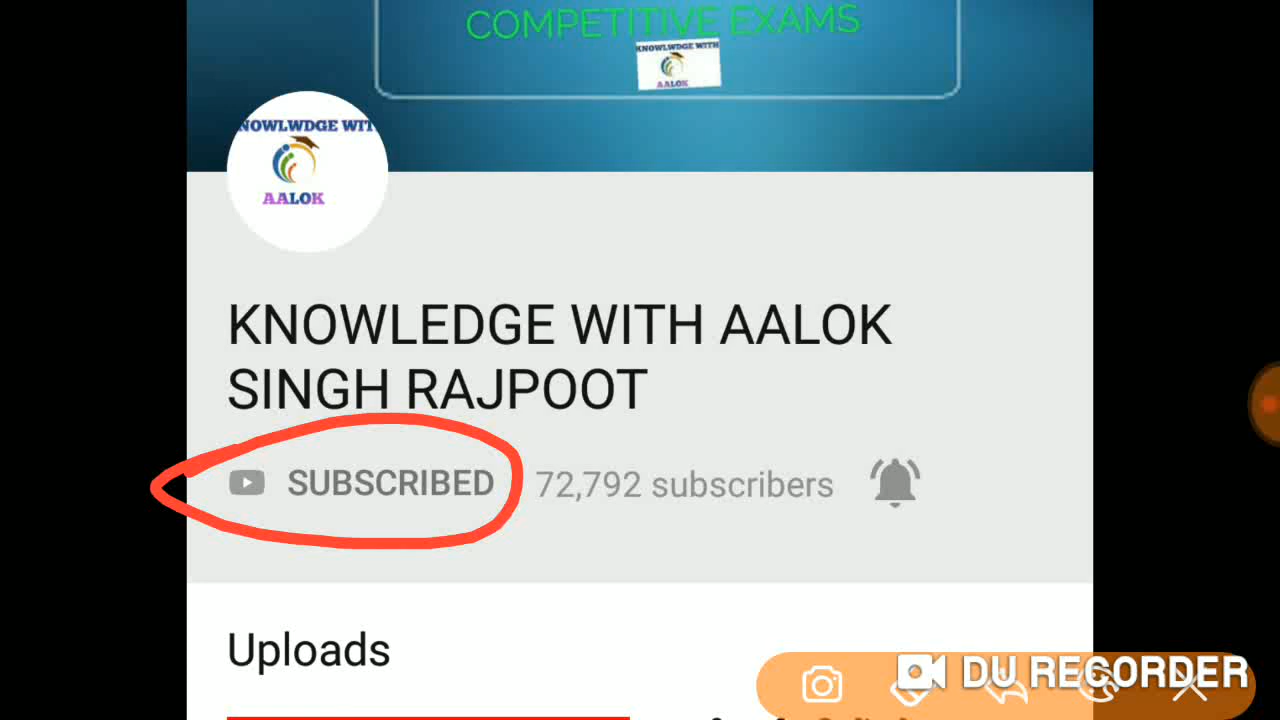 COMPETITIVE EXAMS
KNOWLWDGE WITH
AALOK
NOWLWDGE WIT
AALOK
KNOWLEDGE WITH AALOK
SINGH RAJPOOT
SUBSCRIBED 72,792 subscribers
Uploads
DU RECORDER